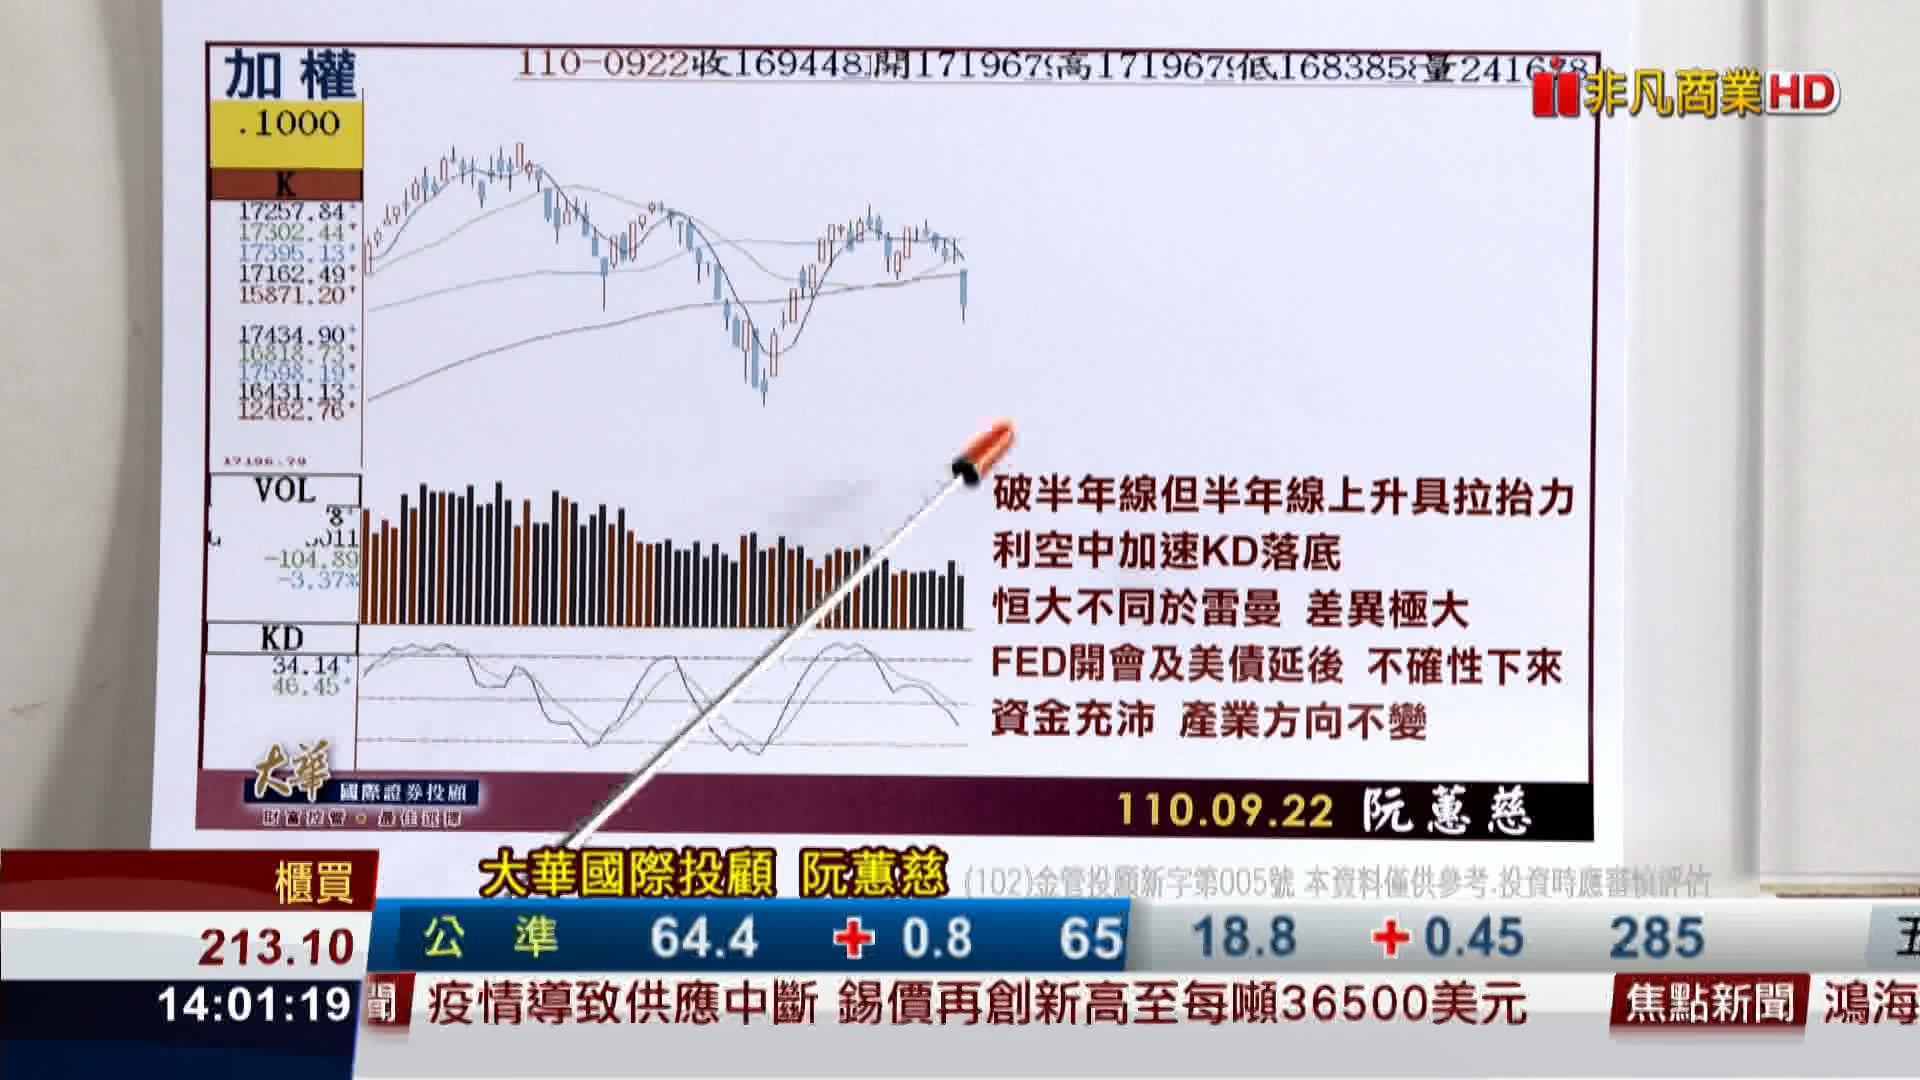 加權
110-0922收169448開171967高171967低168385量241678
非凡商業HD
.1000
K
17257.84
17302.44
17395.13
17162.49
15871.20
17434.90
16818.73
17598.19
16431.13
12462.76
17196.79
VOL
-104.89
-3.37%
KD
34.14
46.45
破半年線但半年線上升具拉抬力
利空中加速KD落底
恒大不同於雷曼 差異極大
FED開會及美債延後 不確性下來
資金充沛 產業方向不變
大華
國際證券投顧
財富控管 最佳選擇
110.09.22 阮蕙慈
櫃買
大華國際投顧 阮蕙慈
(102)金管投顧新字第005號 本資料僅供參考.投資時應審慎評估
213.10
公準 64.4 +0.8 65 18.8 +0.45 285
14:01:19
聞 疫情導致供應中斷 錫價再創新高至每噸36500美元 焦點新聞 鴻海